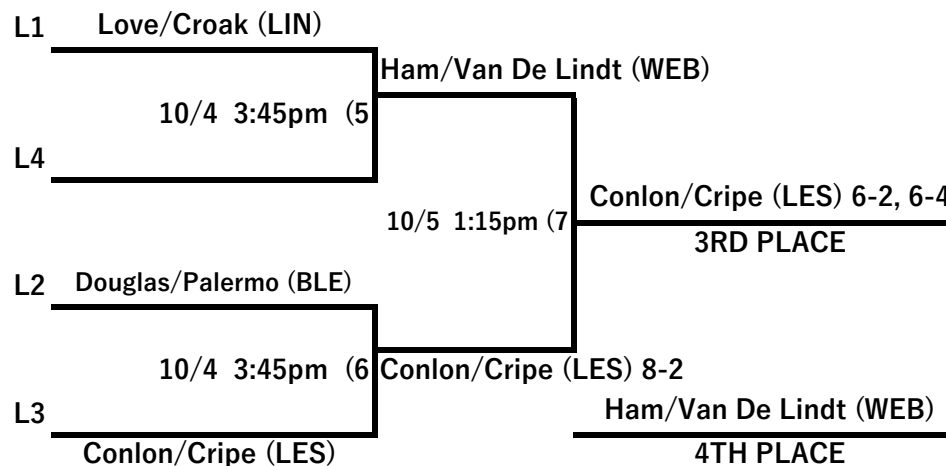 L1 Love/Croak (LIN)
Ham/Van De Lindt (WEB)
10/4 3:45pm (5
L4
Conlon/Cripe (LES) 6-2, 6-4
10/5 1:15pm (7
3RD PLACE
L2 Douglas/Palermo (BLE)
10/4 3:45pm (6 Conlon/Cripe (LES) 8-2
L3
Ham/Van De Lindt (WEB)
Conlon/Cripe (LES)
4TH PLACE